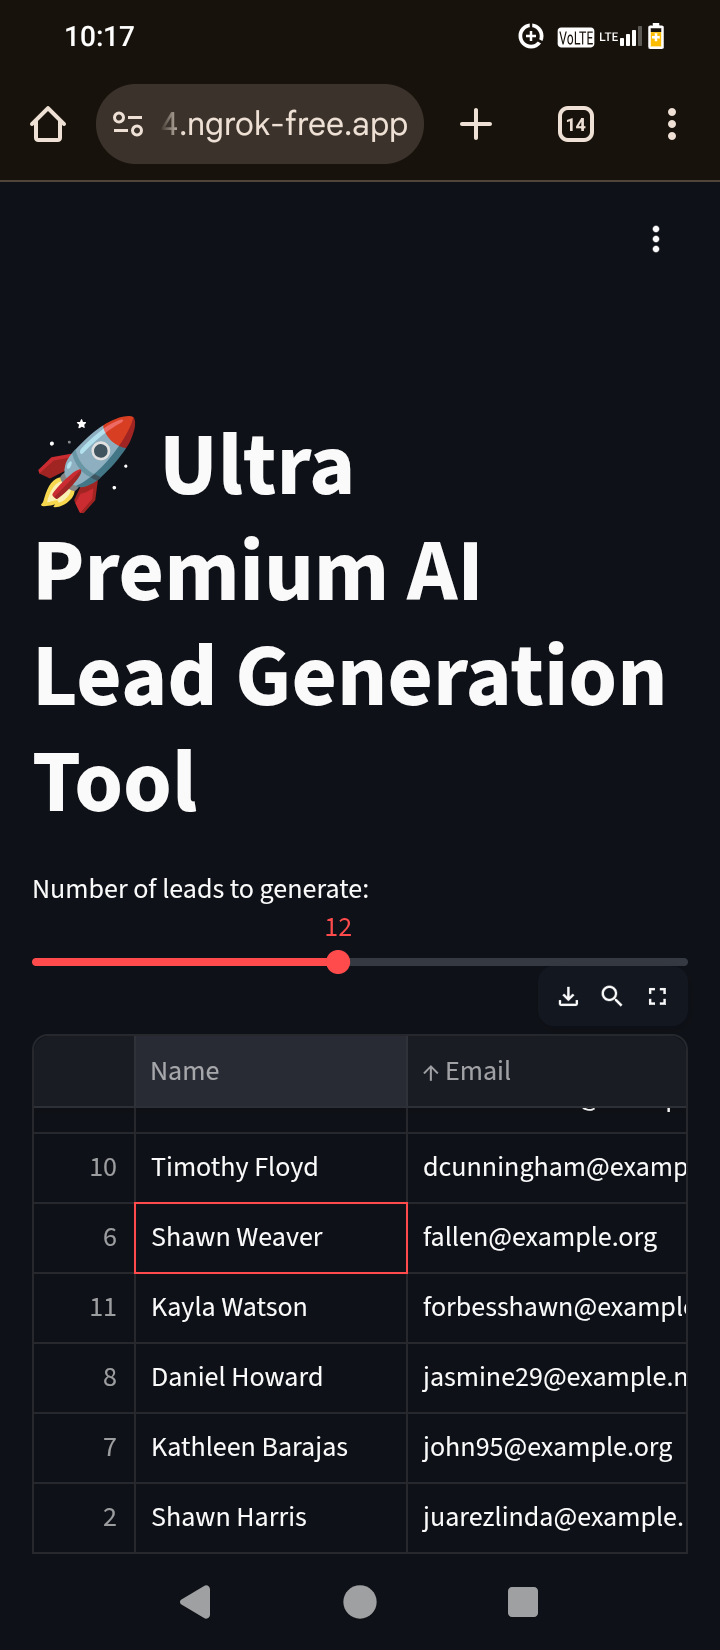 10:17
VoLTE LTE
4.ngrok-free.app
14
Ultra
Premium AI
Lead Generation
Tool
Number of leads to generate:
12
Name ↑ Email
10 Timothy Floyd dcunningham@examp
6 Shawn Weaver fallen@example.org
11 Kayla Watson forbesshawn@example
8 Daniel Howard jasmine29@example.n
7 Kathleen Barajas john95@example.org
2 Shawn Harris juarezlinda@example.